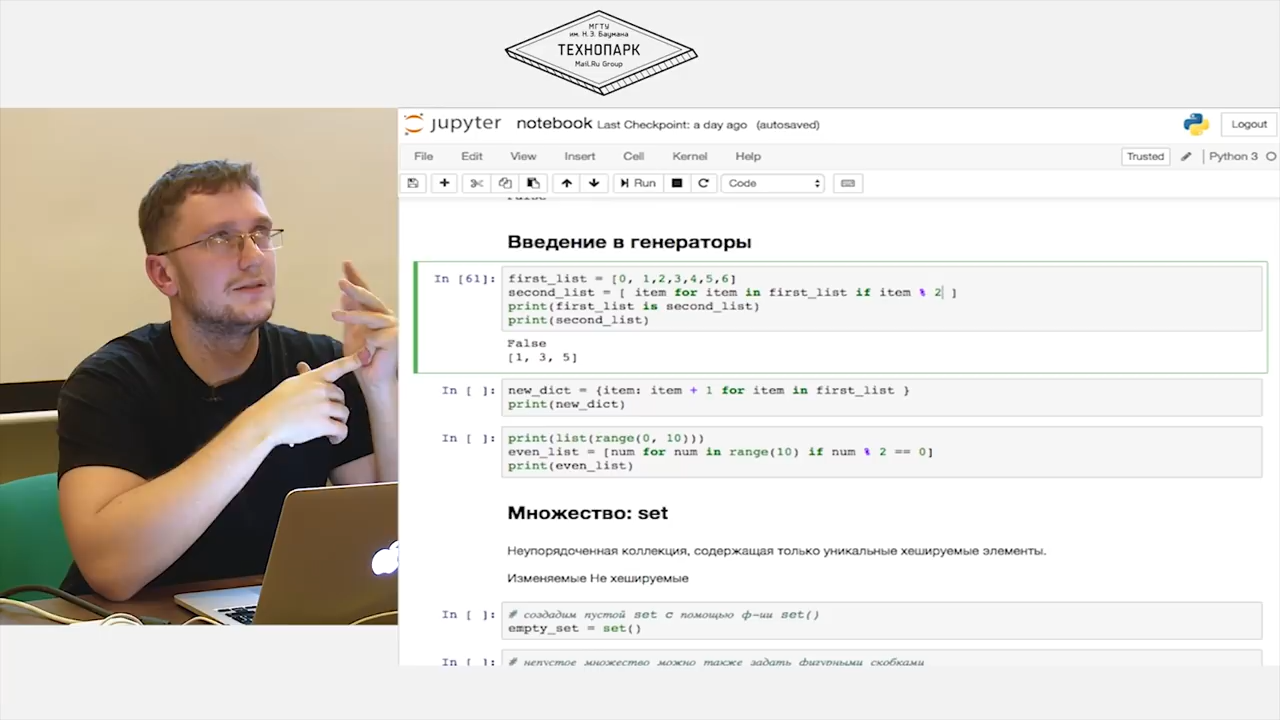 МГТУ
им. Н.Э. Баумана
ТЕХНОПАРК
Mail.Ru Group
jupyter notebook Last Checkpoint: a day ago (autosaved) Logout
File Edit View Insert Cell Kernel Help Trusted Python 3
Run Code
False
Введение в генераторы
In [61]: first_list = [0, 1,2,3,4,5,6]
second_list = [ item for item in first_list if item % 2 ]
print(first_list is second_list)
print(second_list)
False
[1, 3, 5]
In [ ]: new_dict = {item: item + 1 for item in first_list }
print(new_dict)
In [ ]: print(list(range(0, 10)))
even_list = [num for num in range(10) if num % 2 == 0]
print(even_list)
Множество: set
Неупорядоченная коллекция, содержащая только уникальные хешируемые элементы.
Изменяемые Не хешируемые
In [ ]: # создадим пустой set с помощью ф-ии set()
empty_set = set()
In [ ]: # непустое множество можно также задать фигурными скобками